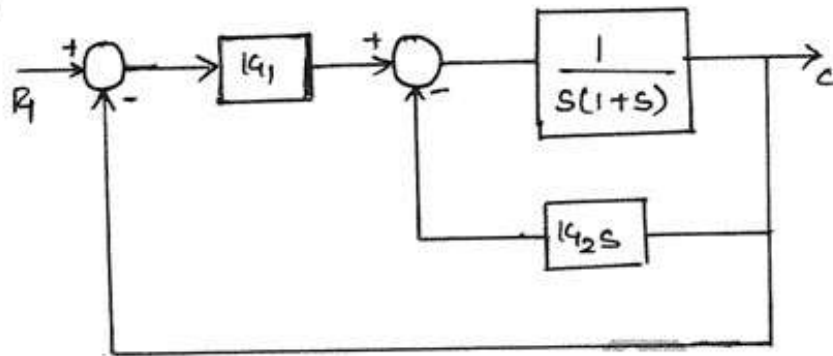 +
K₁
+
1
S(1+S)
R
-
-
C
K₂S